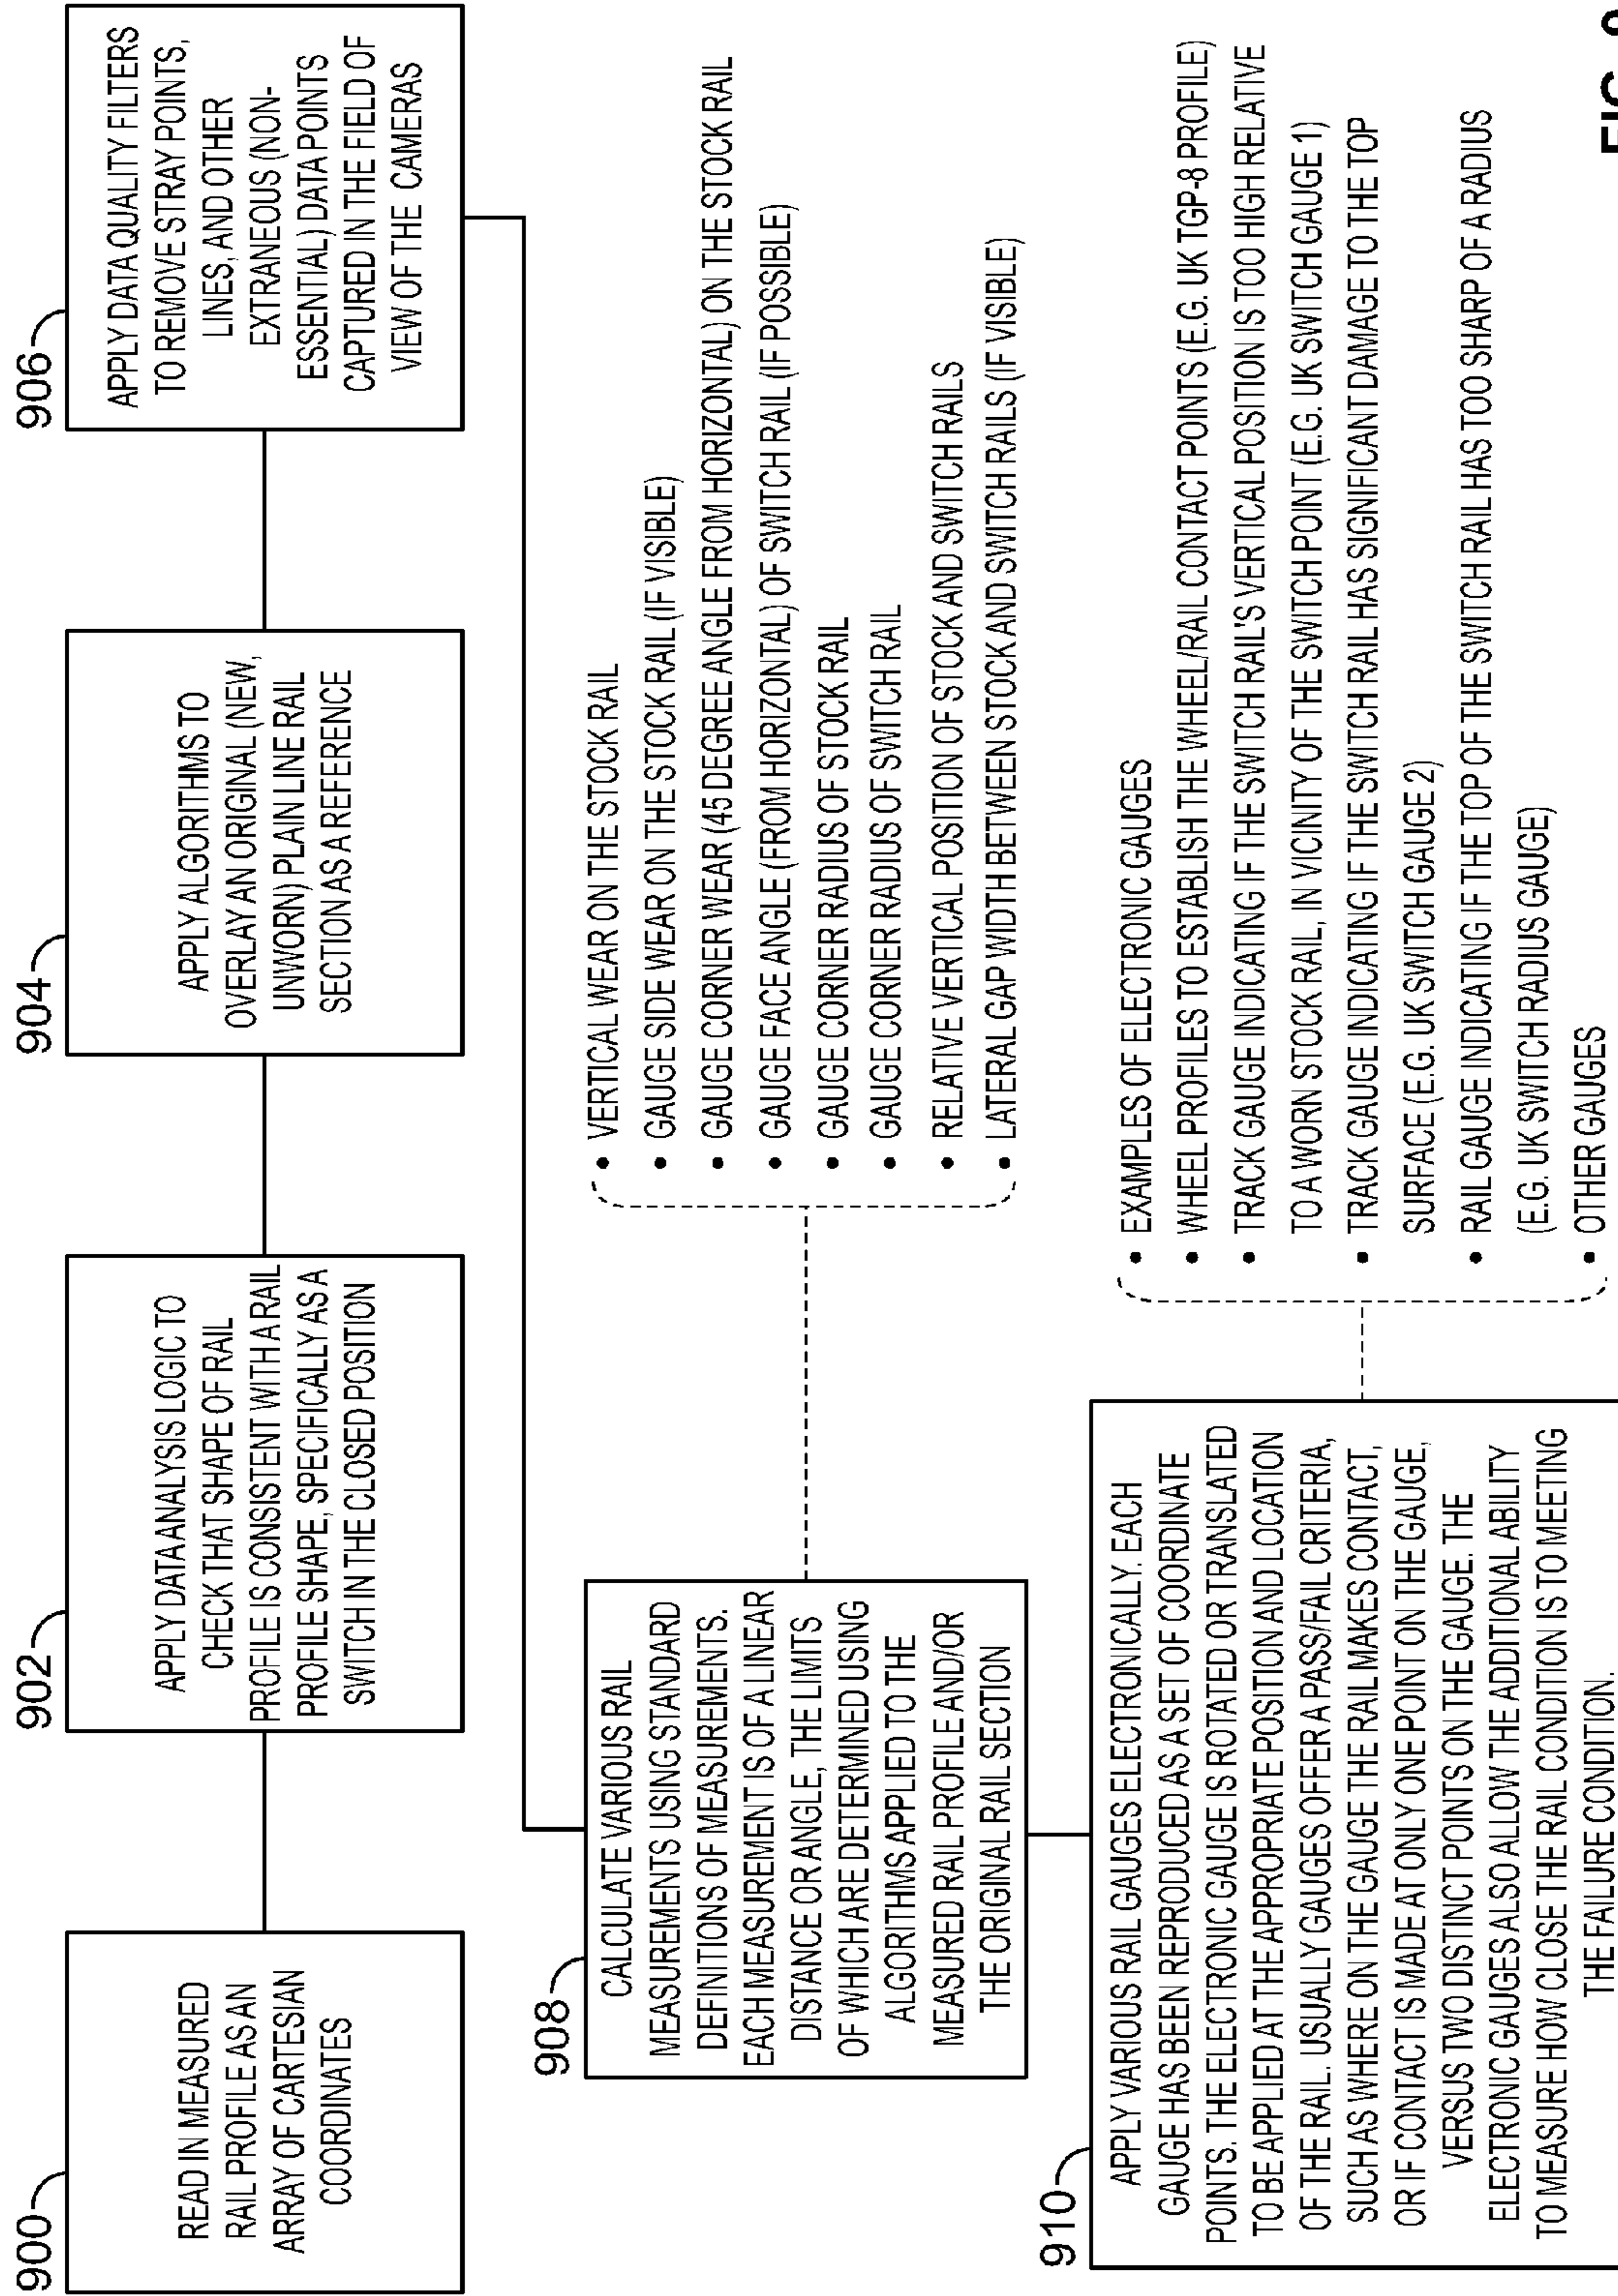 900
READ IN MEASURED
RAIL PROFILE AS AN
ARRAY OF CARTESIAN
COORDINATES
902
APPLY DATA ANALYSIS LOGIC TO
CHECK THAT SHAPE OF RAIL
PROFILE IS CONSISTENT WITH A RAIL
PROFILE SHAPE, SPECIFICALLY AS A
SWITCH IN THE CLOSED POSITION
904
APPLY ALGORITHMS TO
OVERLAY AN ORIGINAL (NEW,
UNWORN) PLAIN LINE RAIL
SECTION AS A REFERENCE
906
APPLY DATA QUALITY FILTERS
TO REMOVE STRAY POINTS,
LINES, AND OTHER
EXTRANEOUS (NON-
ESSENTIAL) DATA POINTS
CAPTURED IN THE FIELD OF
VIEW OF THE CAMERAS
908
CALCULATE VARIOUS RAIL
MEASUREMENTS USING STANDARD
DEFINITIONS OF MEASUREMENTS.
EACH MEASUREMENT IS OF A LINEAR
DISTANCE OR ANGLE, THE LIMITS
OF WHICH ARE DETERMINED USING
ALGORITHMS APPLIED TO THE
MEASURED RAIL PROFILE AND/OR
THE ORIGINAL RAIL SECTION
• VERTICAL WEAR ON THE STOCK RAIL
• GAUGE SIDE WEAR ON THE STOCK RAIL (IF VISIBLE)
• GAUGE CORNER WEAR (45 DEGREE ANGLE FROM HORIZONTAL) ON THE STOCK RAIL
• GAUGE FACE ANGLE (FROM HORIZONTAL) OF SWITCH RAIL (IF POSSIBLE)
• GAUGE CORNER RADIUS OF STOCK RAIL
• GAUGE CORNER RADIUS OF SWITCH RAIL
• RELATIVE VERTICAL POSITION OF STOCK AND SWITCH RAILS
• LATERAL GAP WIDTH BETWEEN STOCK AND SWITCH RAILS (IF VISIBLE)
910
APPLY VARIOUS RAIL GAUGES ELECTRONICALLY. EACH
GAUGE HAS BEEN REPRODUCED AS A SET OF COORDINATE
POINTS. THE ELECTRONIC GAUGE IS ROTATED OR TRANSLATED
TO BE APPLIED AT THE APPROPRIATE POSITION AND LOCATION
OF THE RAIL. USUALLY GAUGES OFFER A PASS/FAIL CRITERIA,
SUCH AS WHERE ON THE GAUGE THE RAIL MAKES CONTACT,
OR IF CONTACT IS MADE AT ONLY ONE POINT ON THE GAUGE,
VERSUS TWO DISTINCT POINTS ON THE GAUGE. THE
ELECTRONIC GAUGES ALSO ALLOW THE ADDITIONAL ABILITY
TO MEASURE HOW CLOSE THE RAIL CONDITION IS TO MEETING
THE FAILURE CONDITION.
• EXAMPLES OF ELECTRONIC GAUGES
• WHEEL PROFILES TO ESTABLISH THE WHEEL/RAIL CONTACT POINTS (E.G. UK TGP-8 PROFILE)
• TRACK GAUGE INDICATING IF THE SWITCH RAIL'S VERTICAL POSITION IS TOO HIGH RELATIVE
TO A WORN STOCK RAIL, IN VICINITY OF THE SWITCH POINT (E.G. UK SWITCH GAUGE 1)
• TRACK GAUGE INDICATING IF THE SWITCH RAIL HAS SIGNIFICANT DAMAGE TO THE TOP
SURFACE (E.G. UK SWITCH GAUGE 2)
• RAIL GAUGE INDICATING IF THE TOP OF THE SWITCH RAIL HAS TOO SHARP OF A RADIUS
(E.G. UK SWITCH RADIUS GAUGE)
• OTHER GAUGES
FIG.